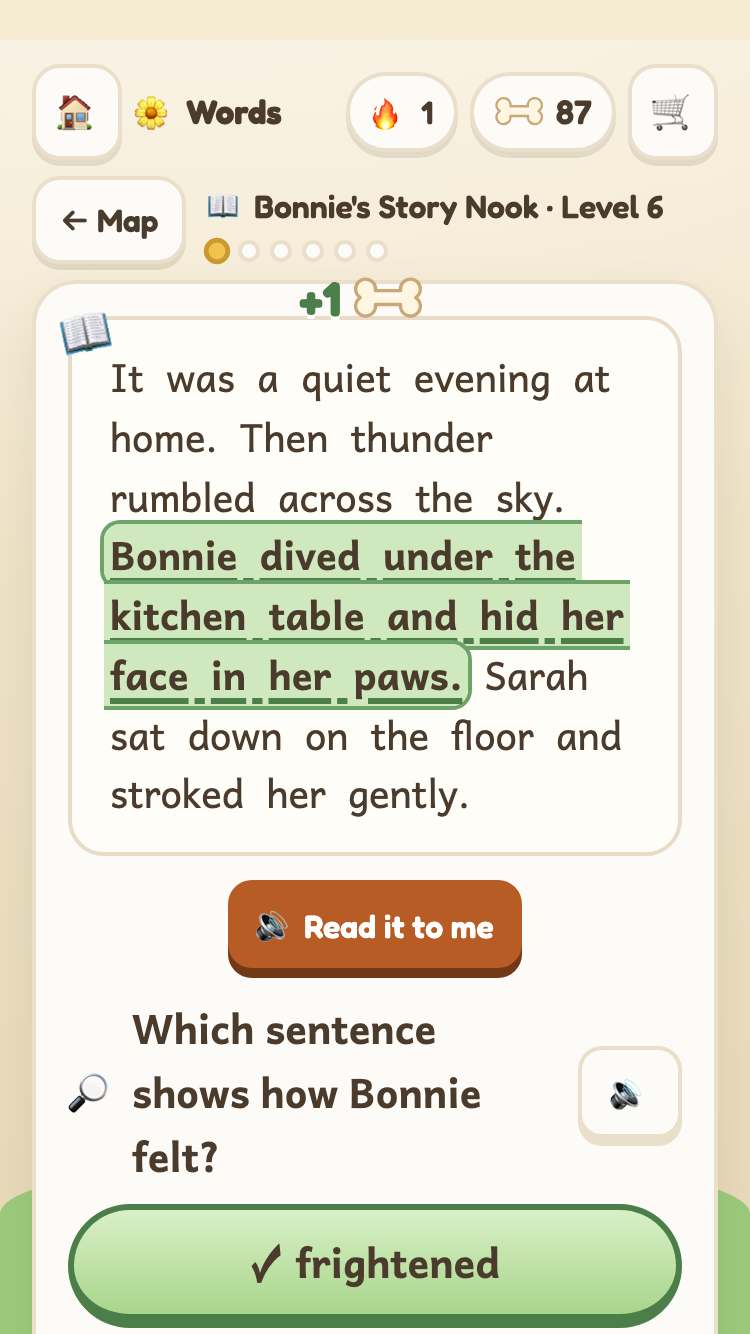 Words
1
87
← Map
Bonnie's Story Nook · Level 6
+1
It was a quiet evening at
home. Then thunder
rumbled across the sky.
Bonnie dived under the
kitchen table and hid her
face in her paws. Sarah
sat down on the floor and
stroked her gently.
Read it to me
Which sentence
shows how Bonnie
felt?
✓ frightened